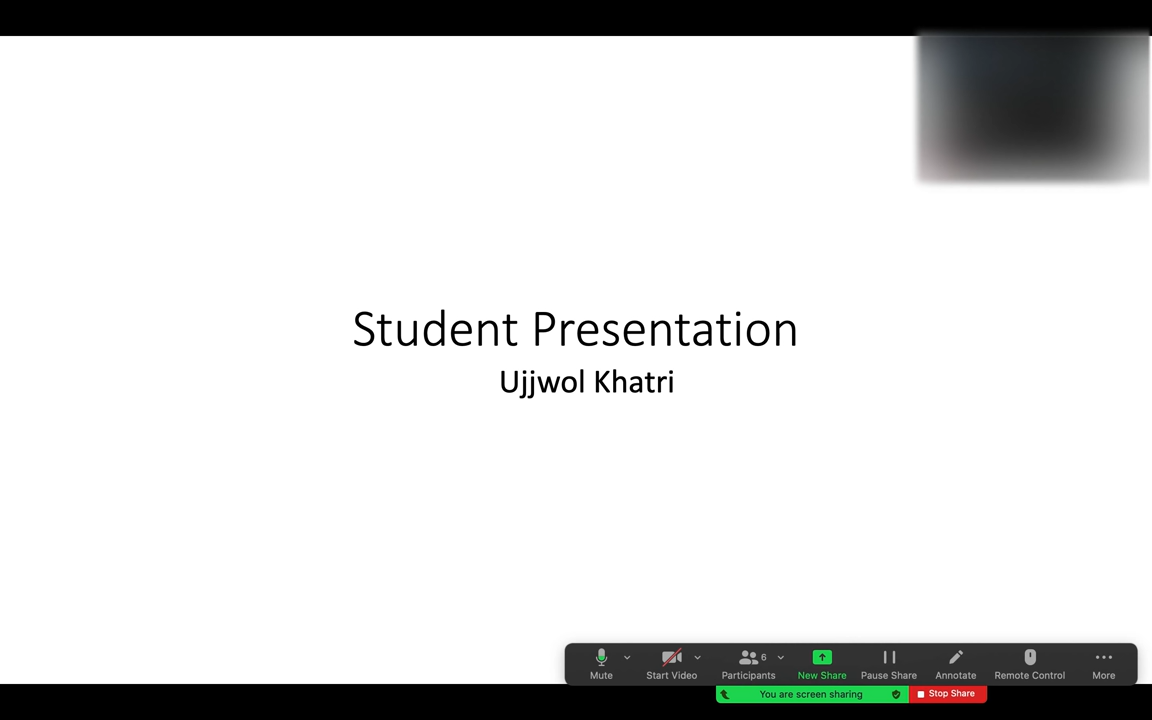 Student Presentation
Ujjwol Khatri
6
Mute
Start Video
Participants
New Share
Pause Share
Annotate
Remote Control
More
You are screen sharing
Stop Share